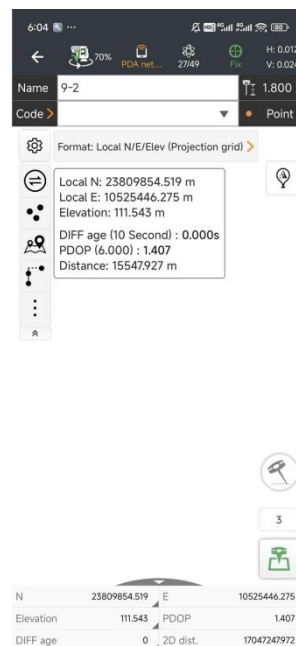 6:04 ...
70% PDA net... 27/49 Fix H: 0.012
V: 0.024
Name 9-2 1.800
Code > Point
Format: Local N/E/Elev (Projection grid) >
Local N: 23809854.519 m
Local E: 10525446.275 m
Elevation: 111.543 m
DIFF age (10 Second) : 0.000s
PDOP (6.000) : 1.407
Distance: 15547.927 m
3
N 23809854.519 E 10525446.275
Elevation 111.543 PDOP 1.407
DIFF age 0 2D dist. 17047247.972